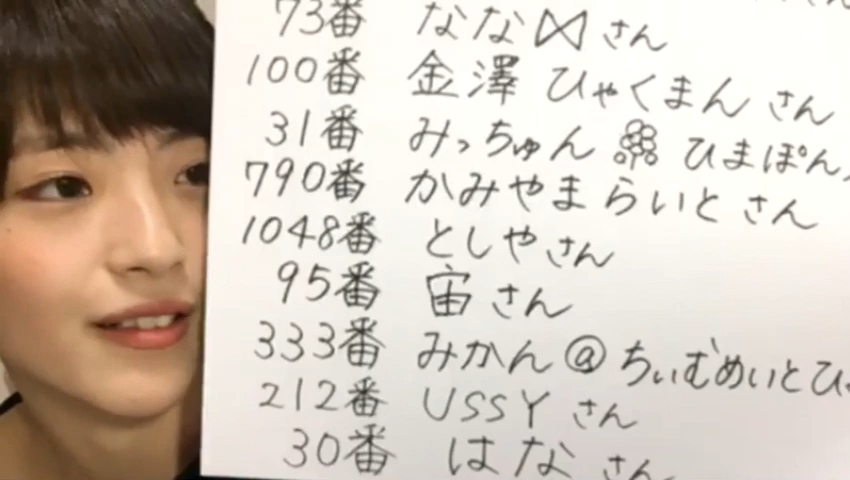 73番 なな⋈さん
100番 金澤 ひゃくまん さん
31番 みっちゅん ひまぽん
790番 かみやま らいと さん
1048番 としやさん
95番 宙さん
333番 みかん@ちぃむめいとひ
212番 USSY さん
30番 はな さん